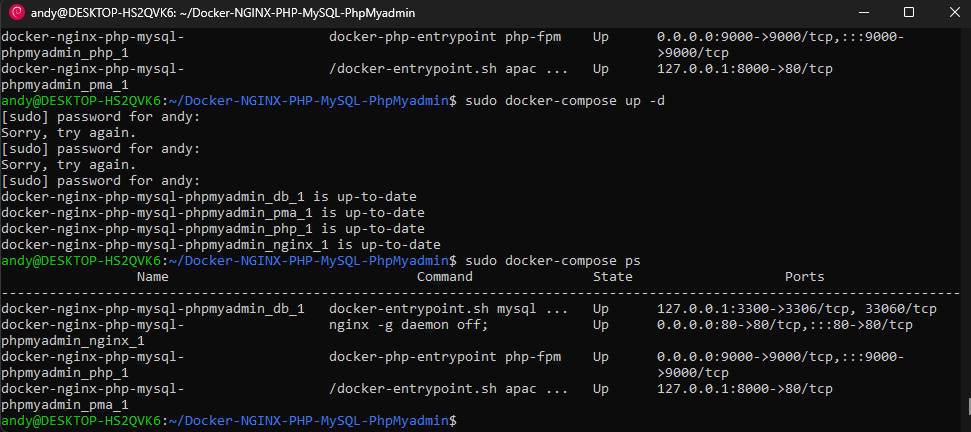 andy@DESKTOP-HS2QVK6: ~/Docker-NGINX-PHP-MySQL-PhpMyadmin
docker-nginx-php-mysql-                  docker-php-entrypoint php-fpm    Up      0.0.0.0:9000->9000/tcp,:::9000-
phpmyadmin_php_1                                                                  >9000/tcp
docker-nginx-php-mysql-                  /docker-entrypoint.sh apac ...   Up      127.0.0.1:8000->80/tcp
phpmyadmin_pma_1
andy@DESKTOP-HS2QVK6:~/Docker-NGINX-PHP-MySQL-PhpMyadmin$ sudo docker-compose up -d
[sudo] password for andy:
Sorry, try again.
[sudo] password for andy:
Sorry, try again.
[sudo] password for andy:
docker-nginx-php-mysql-phpmyadmin_db_1 is up-to-date
docker-nginx-php-mysql-phpmyadmin_pma_1 is up-to-date
docker-nginx-php-mysql-phpmyadmin_php_1 is up-to-date
docker-nginx-php-mysql-phpmyadmin_nginx_1 is up-to-date
andy@DESKTOP-HS2QVK6:~/Docker-NGINX-PHP-MySQL-PhpMyadmin$ sudo docker-compose ps
                 Name                                  Command               State                   Ports
------------------------------------------------------------------------------------------------------------------------
docker-nginx-php-mysql-phpmyadmin_db_1   docker-entrypoint.sh mysql ...   Up      127.0.0.1:3300->3306/tcp, 33060/tcp
docker-nginx-php-mysql-                  nginx -g daemon off;             Up      0.0.0.0:80->80/tcp,:::80->80/tcp
phpmyadmin_nginx_1
docker-nginx-php-mysql-                  docker-php-entrypoint php-fpm    Up      0.0.0.0:9000->9000/tcp,:::9000-
phpmyadmin_php_1                                                                  >9000/tcp
docker-nginx-php-mysql-                  /docker-entrypoint.sh apac ...   Up      127.0.0.1:8000->80/tcp
phpmyadmin_pma_1
andy@DESKTOP-HS2QVK6:~/Docker-NGINX-PHP-MySQL-PhpMyadmin$